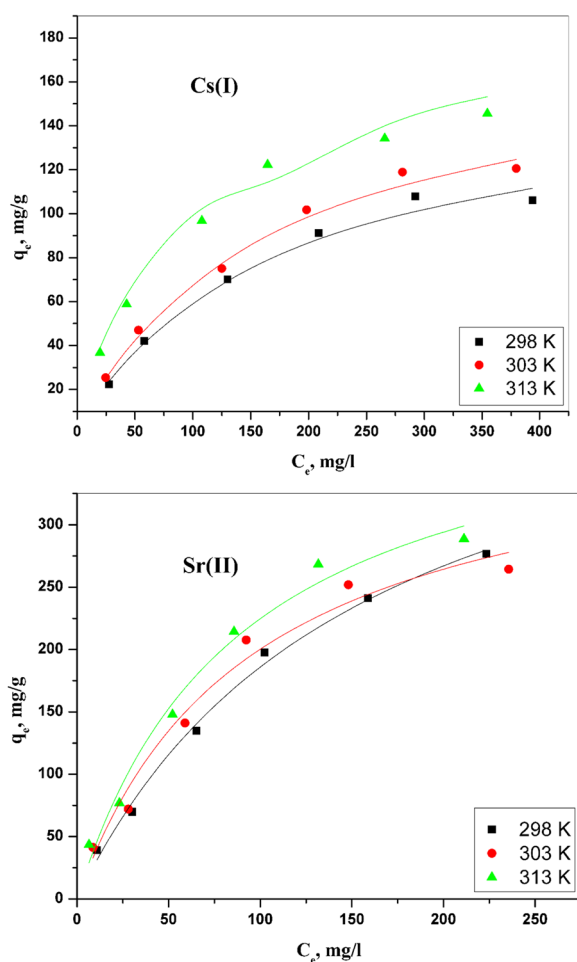 180
160
140
120
100
80
60
40
20
qe, mg/g
Cs(I)
298 K
303 K
313 K
0 50 100 150 200 250 300 350 400
Ce, mg/l
300
250
200
150
100
50
0
qe, mg/g
Sr(II)
298 K
303 K
313 K
0 50 100 150 200 250
Ce, mg/l